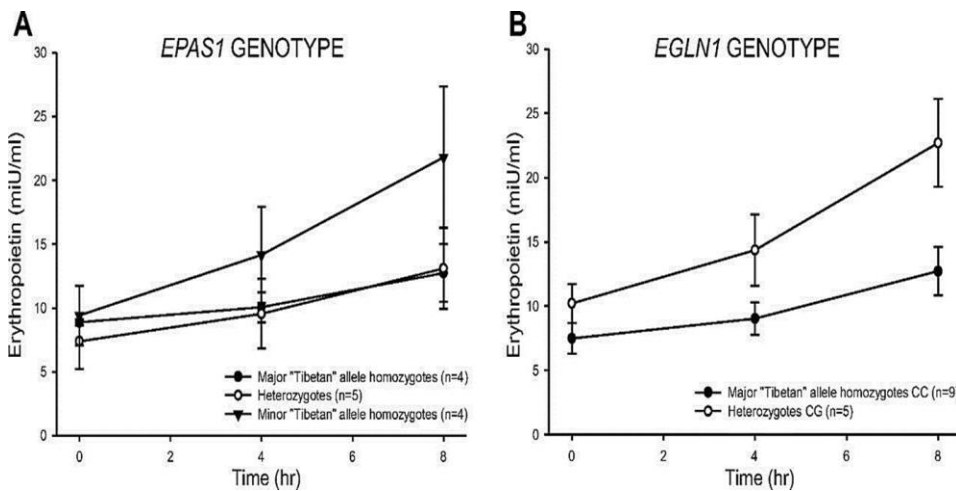 A
EPAS1 GENOTYPE
Erythropoietin (miU/ml)
30
25
20
15
10
5
0
Major "Tibetan" allele homozygotes (n=4)
Heterozygotes (n=5)
Minor "Tibetan" allele homozygotes (n=4)
0 2 4 6 8
Time (hr)
B
EGLN1 GENOTYPE
Erythropoietin (miU/ml)
30
25
20
15
10
5
0
Major "Tibetan" allele homozygotes CC (n=9)
Heterozygotes CG (n=5)
0 2 4 6 8
Time (hr)